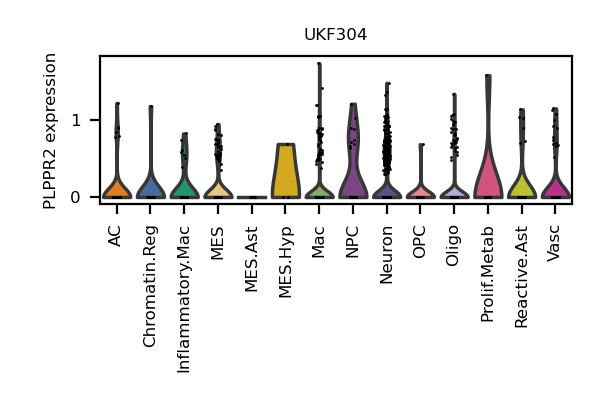 UKF304
PLPPR2 expression
1
0
AC
Chromatin.Reg
Inflammatory.Mac
MES
MES.Ast
MES.Hyp
Mac
NPC
Neuron
OPC
Oligo
Prolif.Metab
Reactive.Ast
Vasc